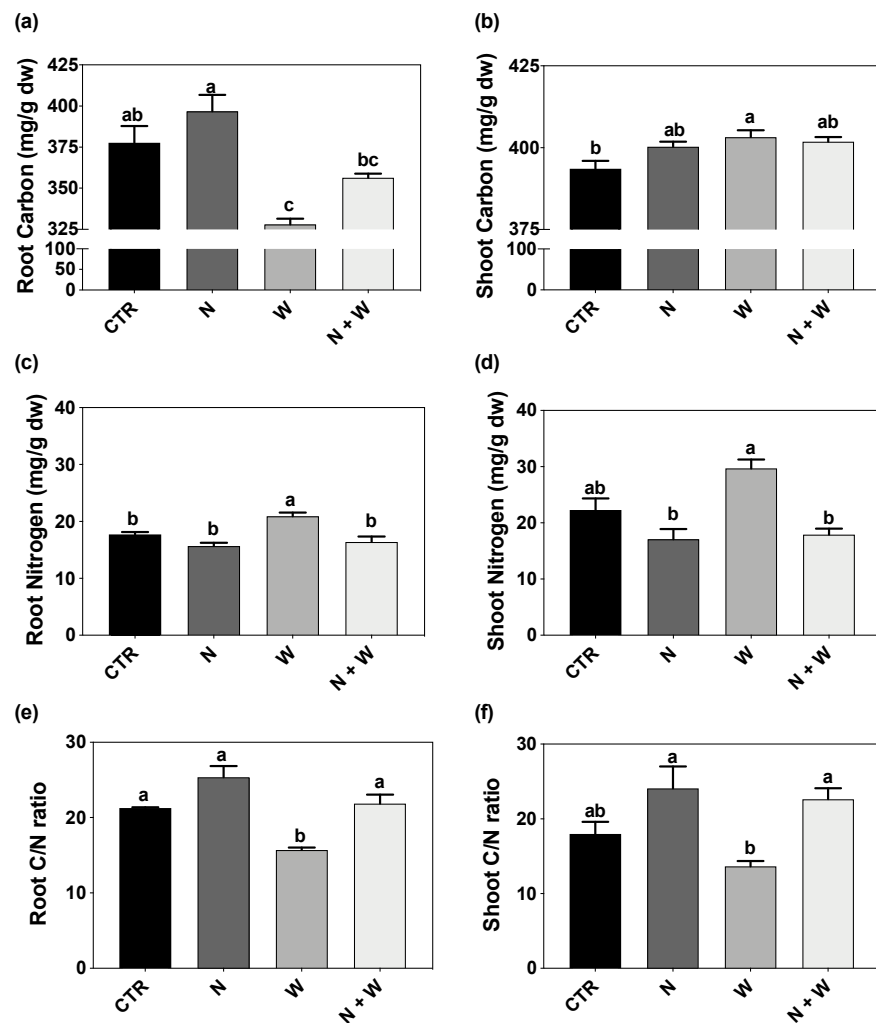 (a)
Root Carbon (mg/g dw)
425
400
375
350
325
100
50
0
ab
a
c
bc
CTR
N
W
N + W
(b)
Shoot Carbon (mg/g dw)
425
400
375
100
50
0
b
ab
a
ab
CTR
N
W
N + W
(c)
Root Nitrogen (mg/g dw)
40
30
20
10
0
b
b
a
b
CTR
N
W
N + W
(d)
Shoot Nitrogen (mg/g dw)
40
30
20
10
0
ab
b
a
b
CTR
N
W
N + W
(e)
Root C/N ratio
30
20
10
0
a
a
b
a
CTR
N
W
N + W
(f)
Shoot C/N ratio
30
20
10
0
ab
a
b
a
CTR
N
W
N + W